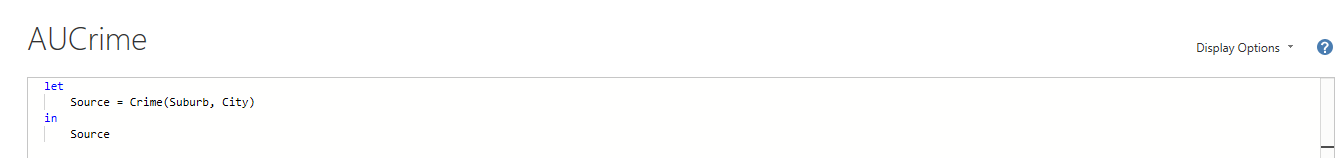 AUCrime
Display Options
?
let
Source = Crime(Suburb, City)
in
Source